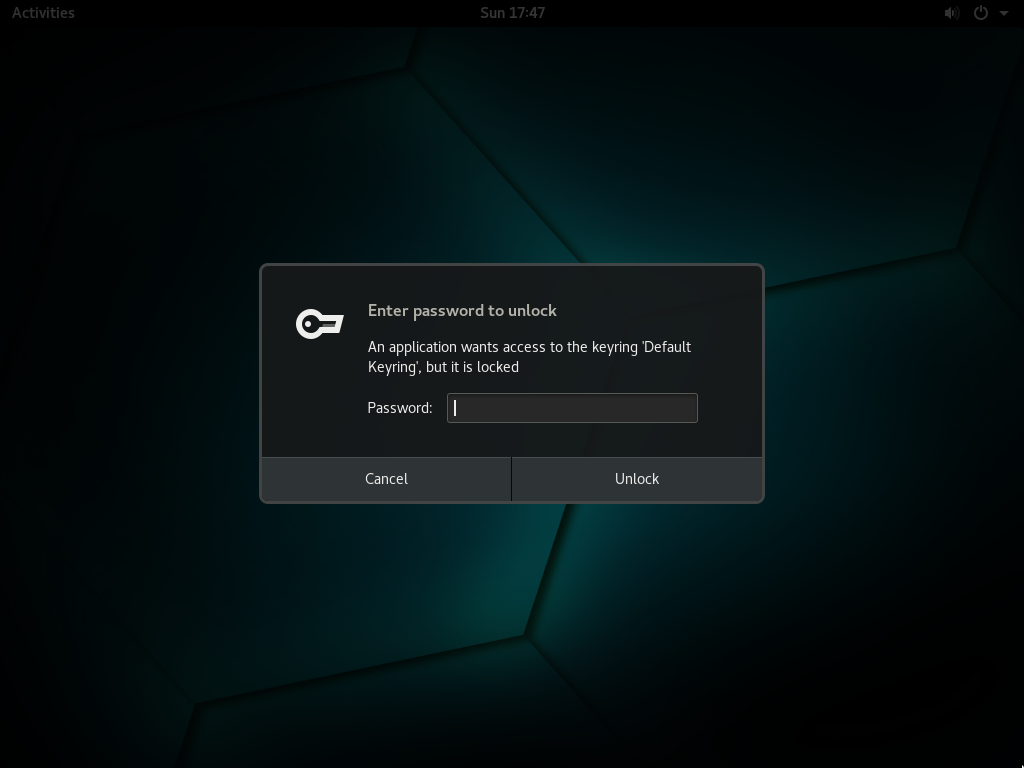 Activities
Sun 17:47
Enter password to unlock
An application wants access to the keyring 'Default
Keyring', but it is locked
Password:
Cancel
Unlock